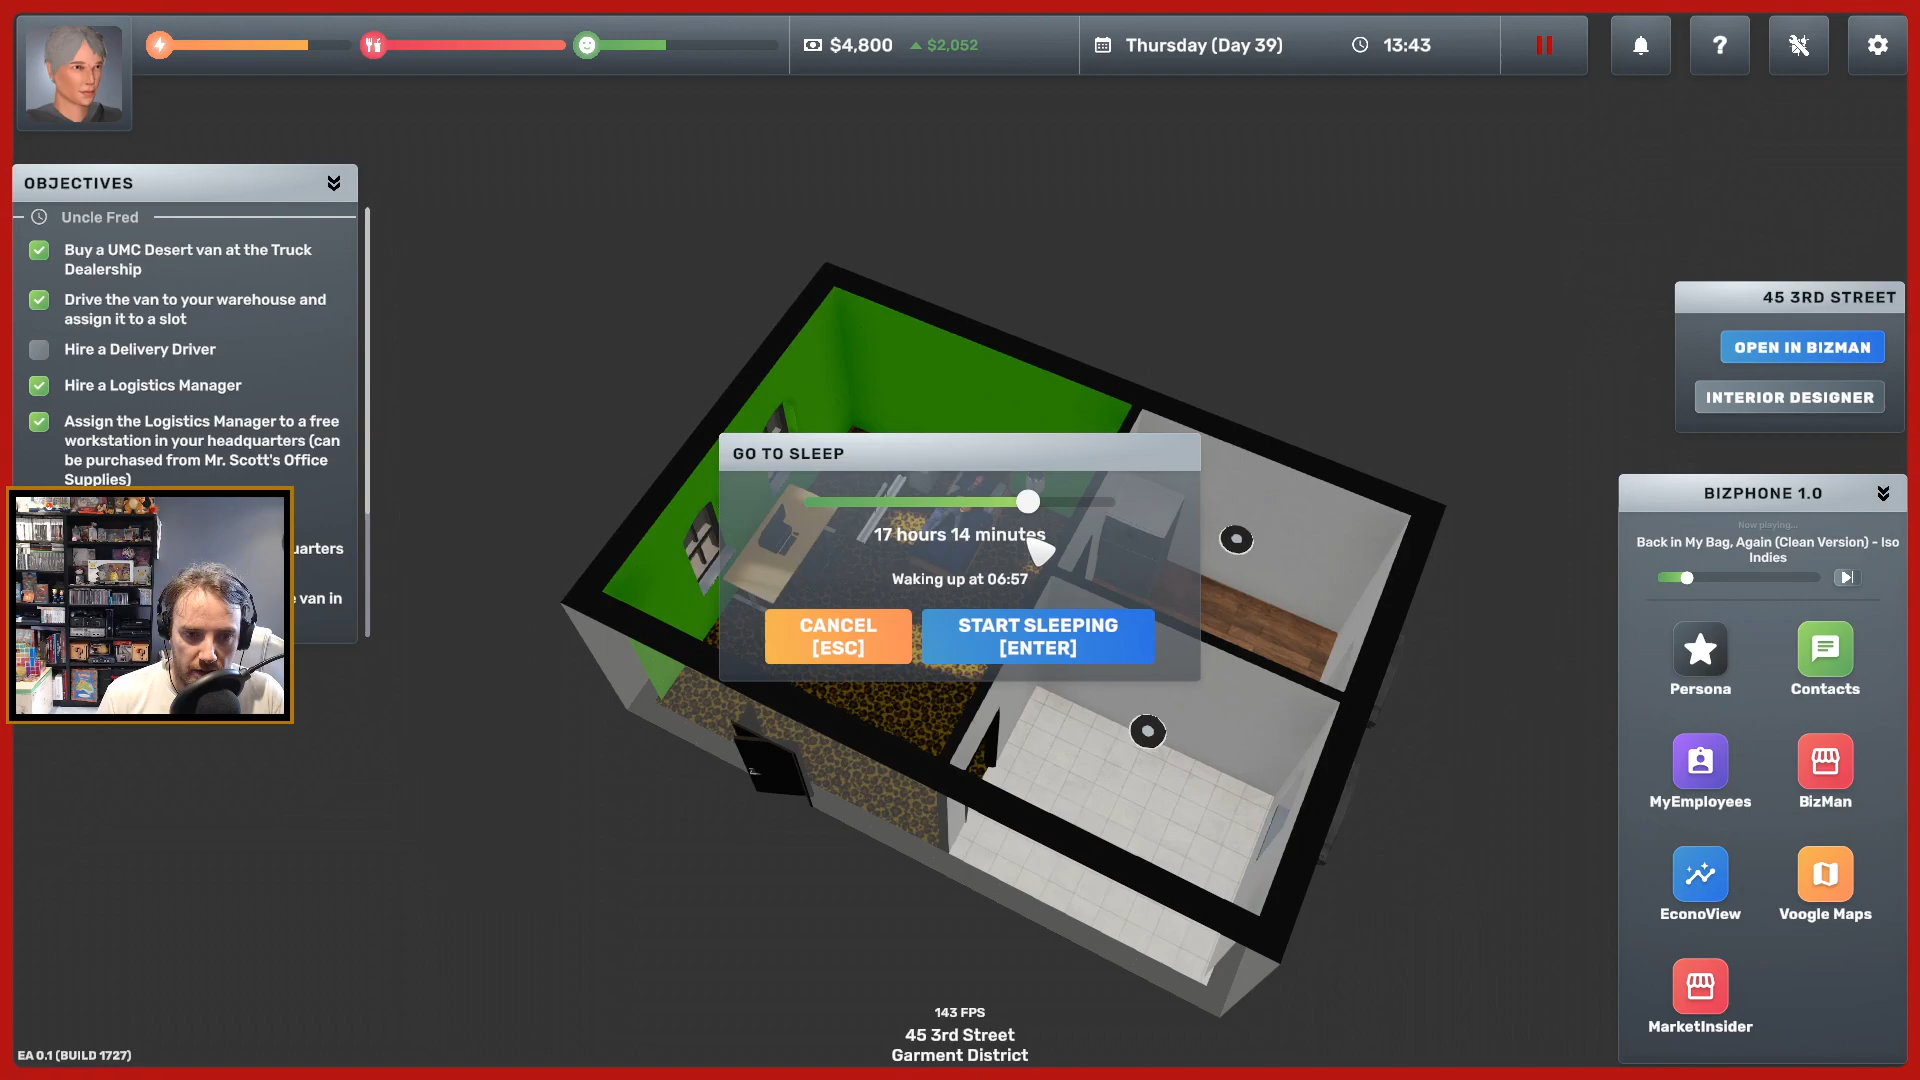 $4,800
$2,052
Thursday (Day 39)
13:43
?
OBJECTIVES
Uncle Fred
Buy a UMC Desert van at the Truck
Dealership
Drive the van to your warehouse and
assign it to a slot
Hire a Delivery Driver
Hire a Logistics Manager
Assign the Logistics Manager to a free
workstation in your headquarters (can
be purchased from Mr. Scott's Office
Supplies)
uarters
van in
GO TO SLEEP
17 hours 14 minutes
Waking up at 06:57
CANCEL
[ESC]
START SLEEPING
[ENTER]
45 3RD STREET
OPEN IN BIZMAN
INTERIOR DESIGNER
BIZPHONE 1.0
Now playing...
Back in My Bag, Again (Clean Version) - Iso
Indies
Persona
Contacts
MyEmployees
BizMan
EconoView
Voogle Maps
MarketInsider
143 FPS
45 3rd Street
Garment District
EA 0.1 (BUILD 1727)